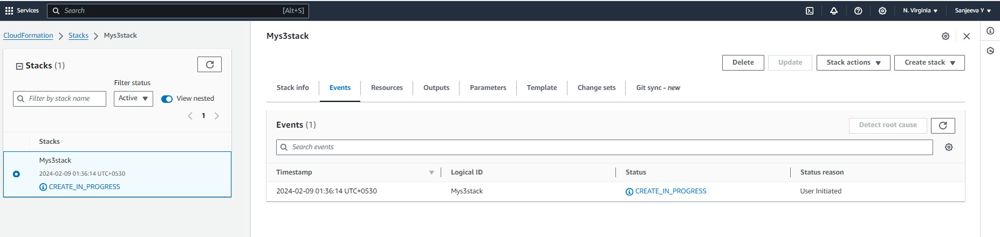 Services
Search [Alt+S]
N. Virginia
Sanjeeva Y
CloudFormation Stacks Mys3stack
Stacks (1)
Filter status
Filter by stack name
Active
View nested
1
Stacks
Mys3stack
2024-02-09 01:36:14 UTC+0530
CREATE_IN_PROGRESS
Mys3stack
Delete Update Stack actions Create stack
Stack info Events Resources Outputs Parameters Template Change sets Git sync - new
Events (1)
Detect root cause
Search events
Timestamp Logical ID Status Status reason
2024-02-09 01:36:14 UTC+0530 Mys3stack CREATE_IN_PROGRESS User Initiated